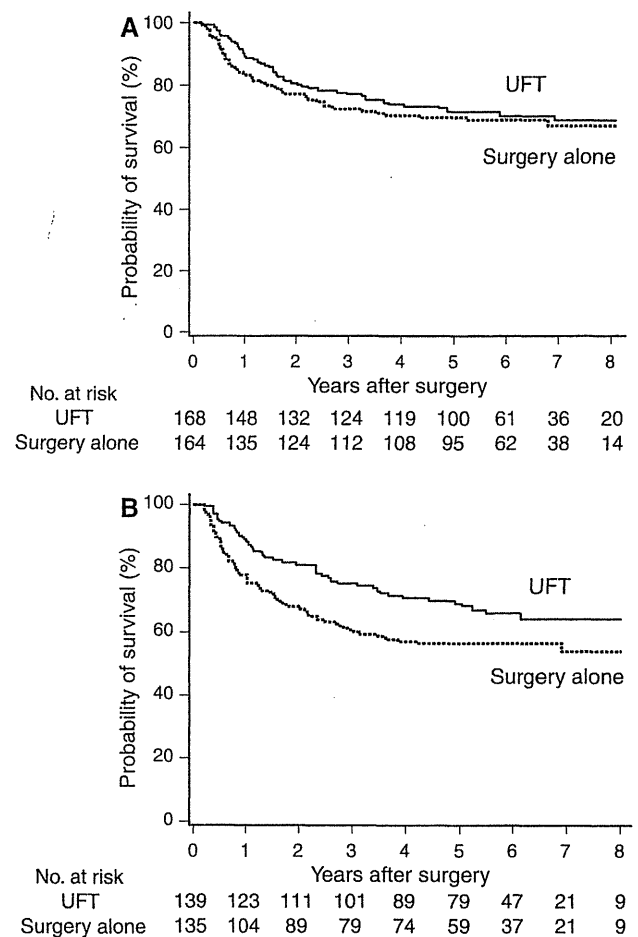 A
Probability of survival (%)
100
80
60
40
20
0
UFT
Surgery alone
0 1 2 3 4 5 6 7 8
Years after surgery
No. at risk
UFT 168 148 132 124 119 100 61 36 20
Surgery alone 164 135 124 112 108 95 62 38 14
B
Probability of survival (%)
100
80
60
40
20
0
UFT
Surgery alone
0 1 2 3 4 5 6 7 8
Years after surgery
No. at risk
UFT 139 123 111 101 89 79 47 21 9
Surgery alone 135 104 89 79 74 59 37 21 9